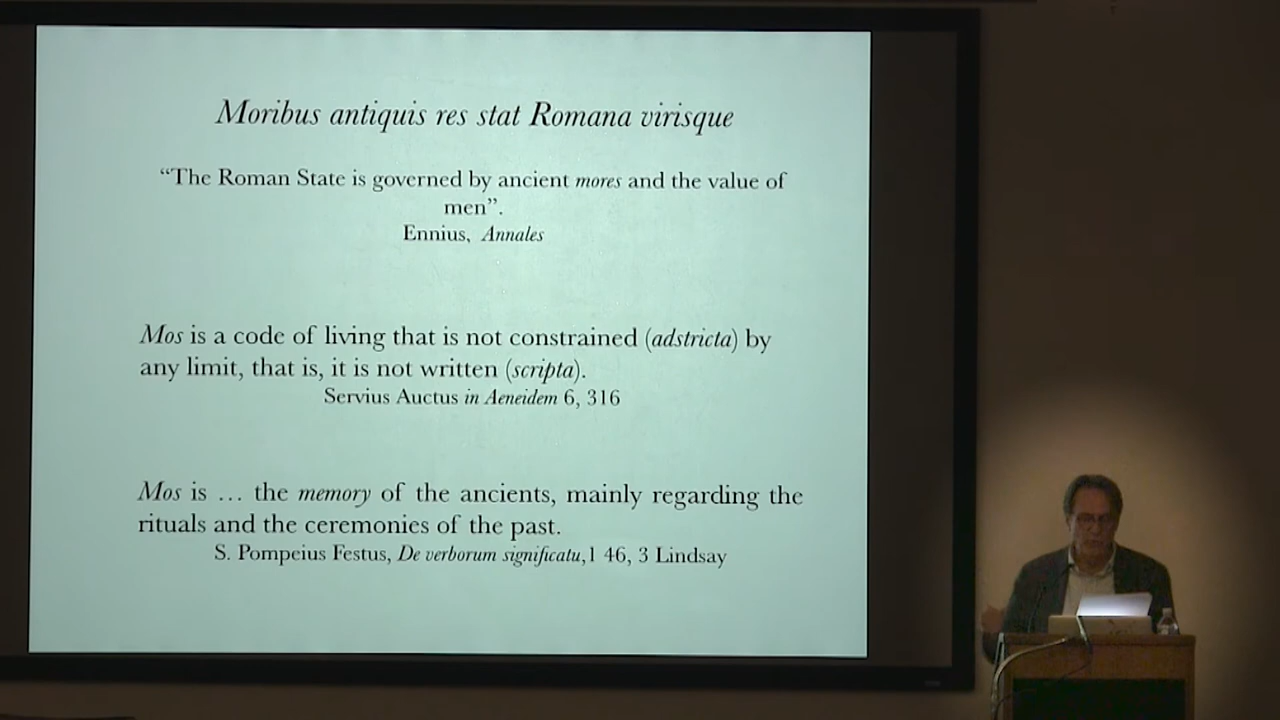 Moribus antiquis res stat Romana virisque
“The Roman State is governed by ancient mores and the value of
men”.
Ennius, Annales
Mos is a code of living that is not constrained (adstricta) by
any limit, that is, it is not written (scripta).
Servius Auctus in Aeneidem 6, 316
Mos is … the memory of the ancients, mainly regarding the
rituals and the ceremonies of the past.
S. Pompeius Festus, De verborum significatu,1 46, 3 Lindsay